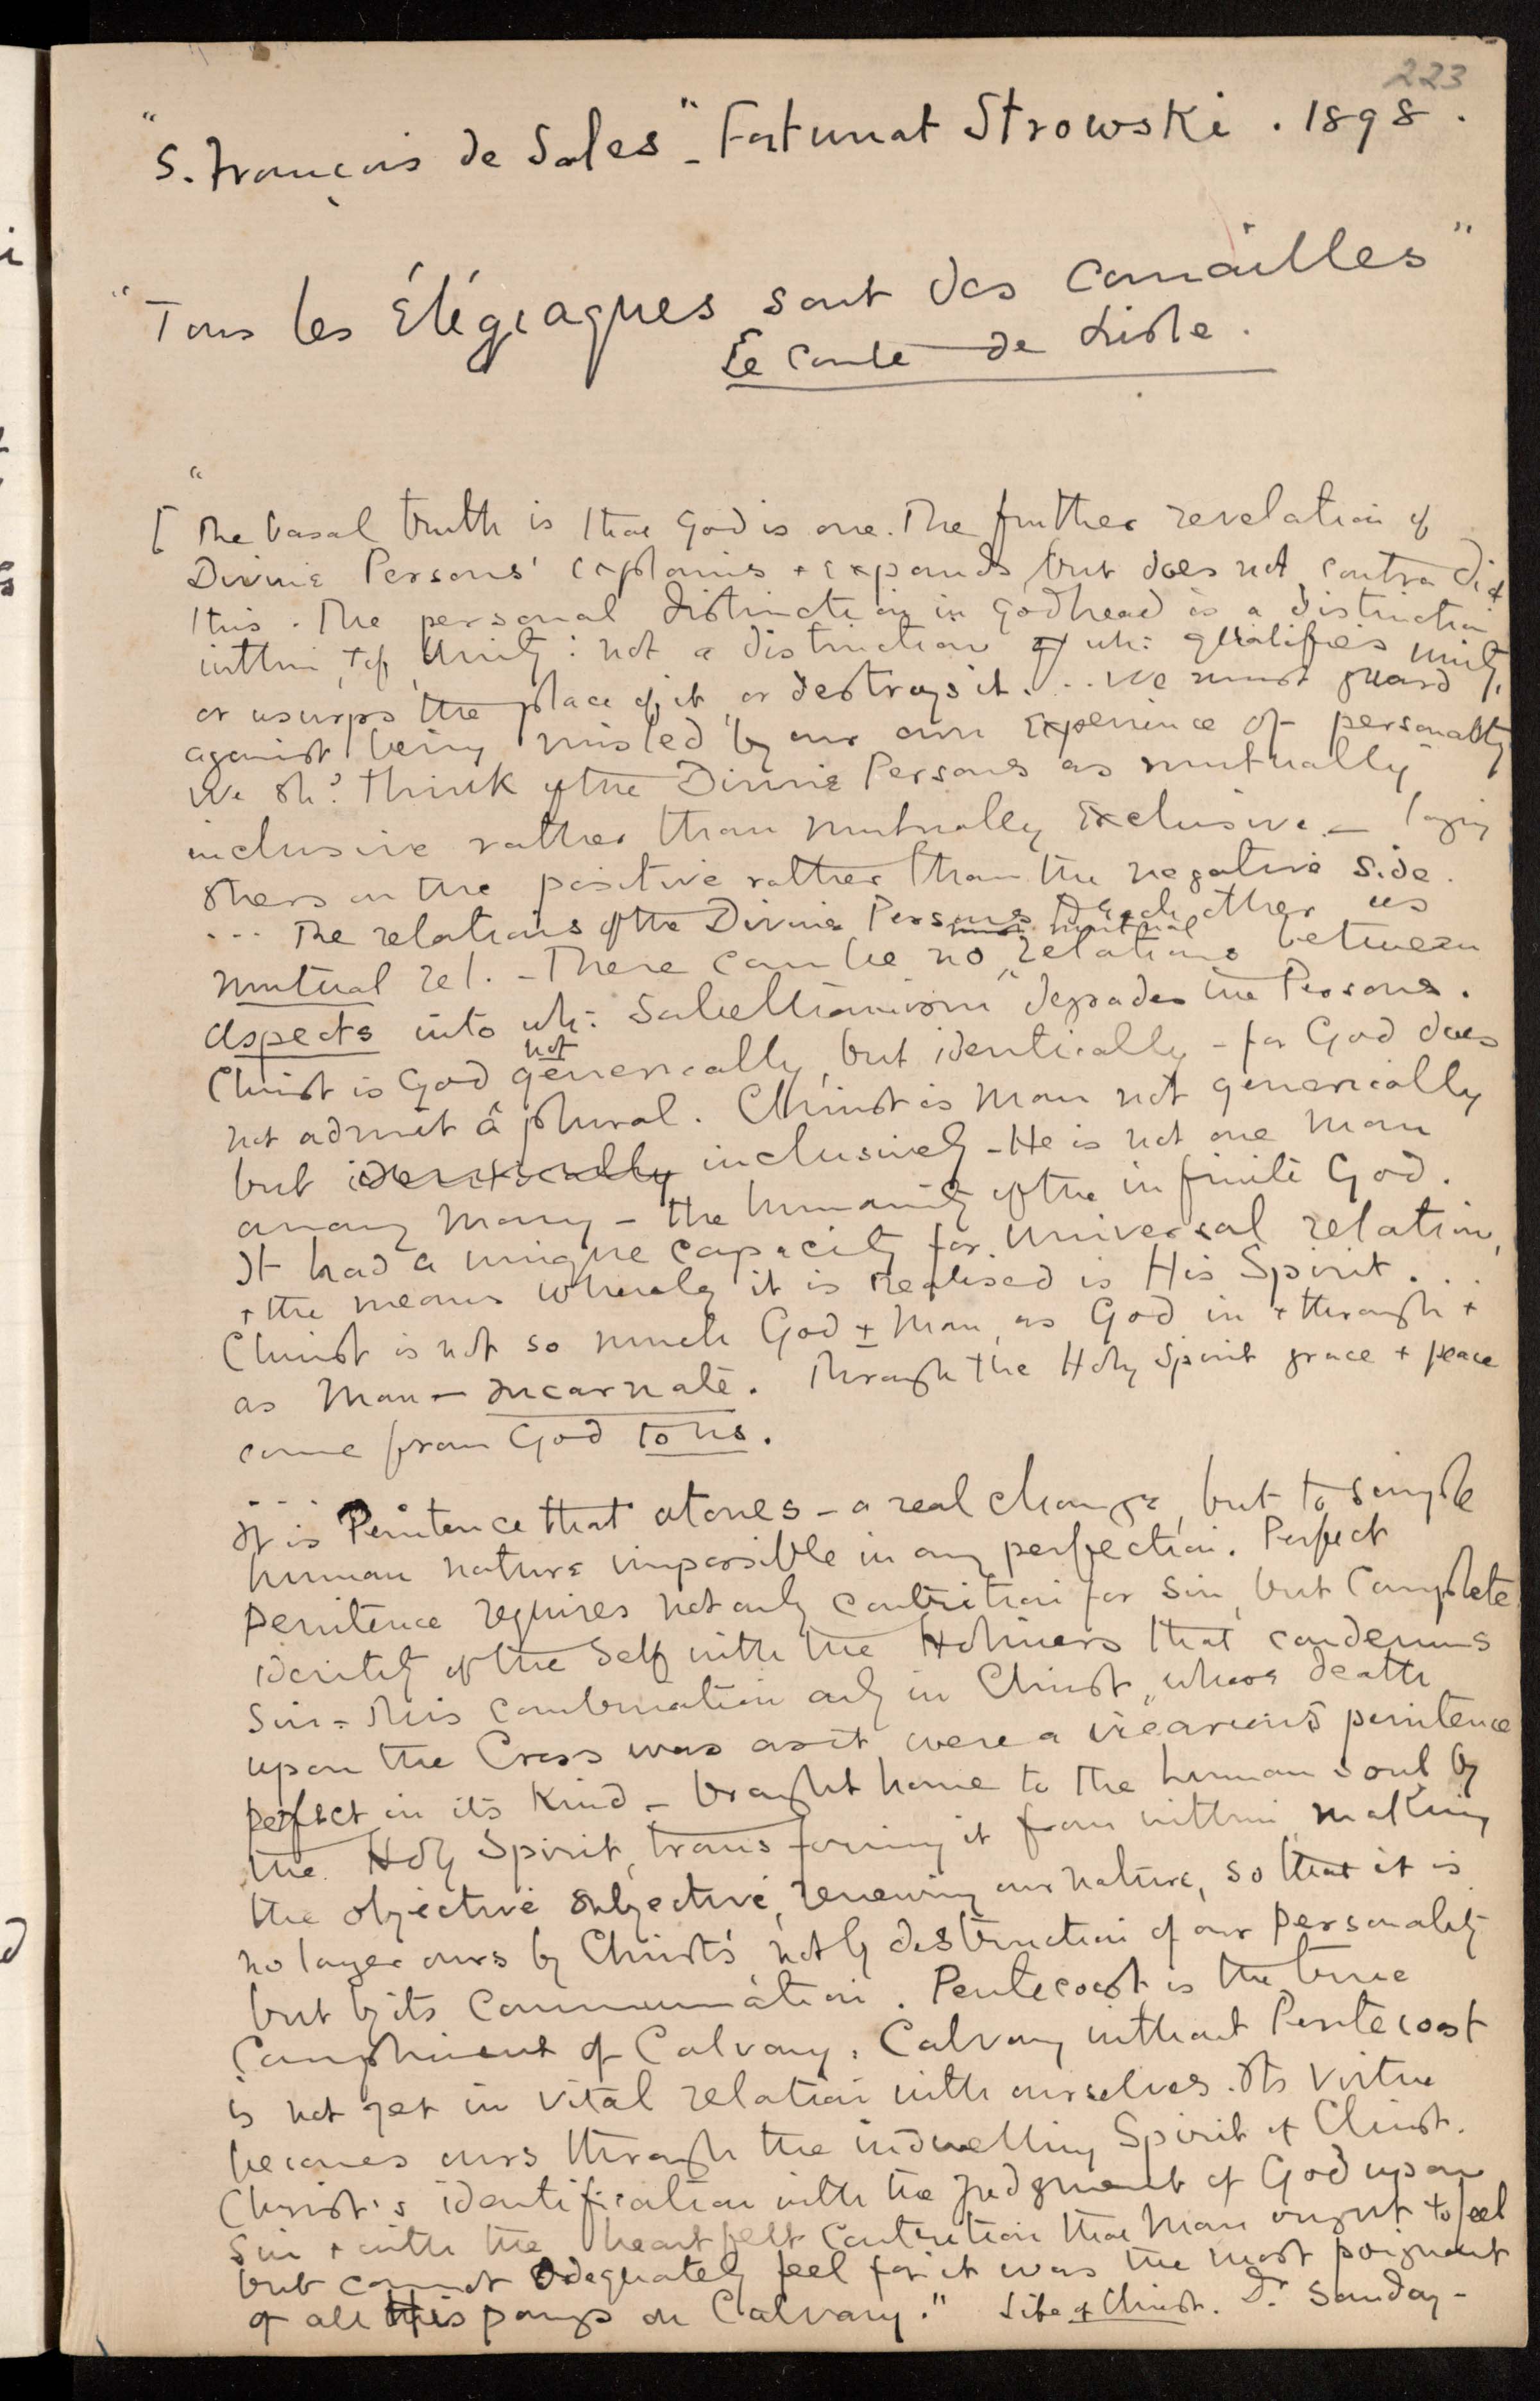 223
"S. François de Sales" - Fortunat Strowski . 1898 .
"Tous les Élégiaques sont des canailles"
Le Conte de Lisle .
"
[ The basal truth is that God is one. The further revelation of
Divine Persons' explains + expands, but does not contradict
this. The personal distinction in Godhead is a distinction
within, + of, Unity : not a distinction wh: qualifies unity,
or usurps the place of it or destroys it. ... We must guard
against being misled by our own experience of personality
We shd. think of the Divine Persons as mutually
inclusive rather than mutually exclusive. - laying
stress on the positive rather than the negative side.
... The relations of the Divine Persons to Each other is
mutual rel. - There can be no mutual relations between
aspects into wh: Sabellianism degrades the Persons.
Christ is God not generically, but identically - for God does
not admit a plural. Christ is Man not generically
but identically inclusively - He is not one man
among many - the humanity of the infinite God.
It had a unique capacity for universal relation,
+ the means whereby it is realised is His Spirit. ..
Christ is not so much God + Man, as God in + through +
as Man - incarnate. Through the Holy Spirit grace + peace
come from God to us.
...
It is Penitence that atones - a real change, but to simple
human nature impossible in any perfection. Perfect
penitence requires not only contrition for sin, but complete
identity of the Self with the Holiness that condemns
Sin - This combination only in Christ, whose death
upon the Cross was as it were a vicarious penitence
perfect in its kind - brought home to the human soul by
the Holy Spirit, transforming it from within, making
the objective subjective, renewing our nature, so that it is
no longer ours by Christ's not by destruction of our personality
but by its consummation. Pentecost is the true
Compliment of Calvary. Calvary without Pentecost
is not yet in vital relation with ourselves. Its virtue
becomes ours through the indwelling Spirit of Christ.
Christ's identification with the judgment of God upon
Sin + with the heartfelt contrition that Man ought to feel
but cannot adequately feel for it was the most poignant
of all His pangs on Calvary." Life of Christ. Dr. Sanday -